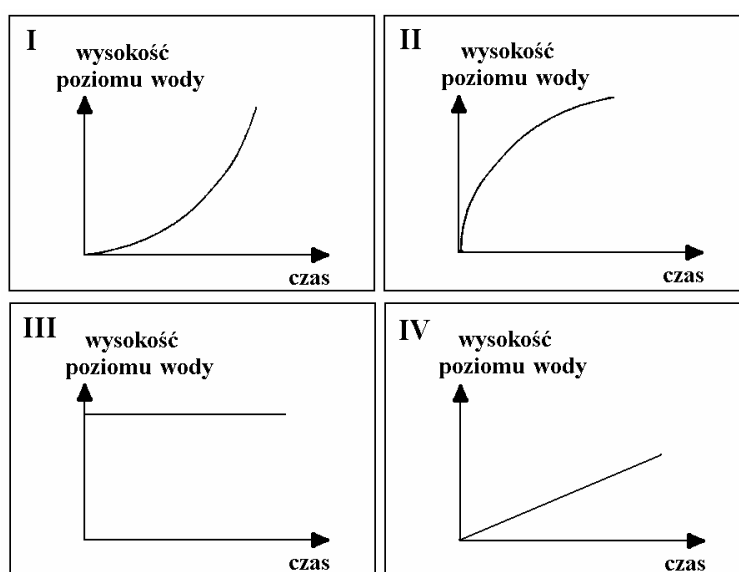 I
wysokość
poziomu wody
czas
II
wysokość
poziomu wody
czas
III
wysokość
poziomu wody
czas
IV
wysokość
poziomu wody
czas